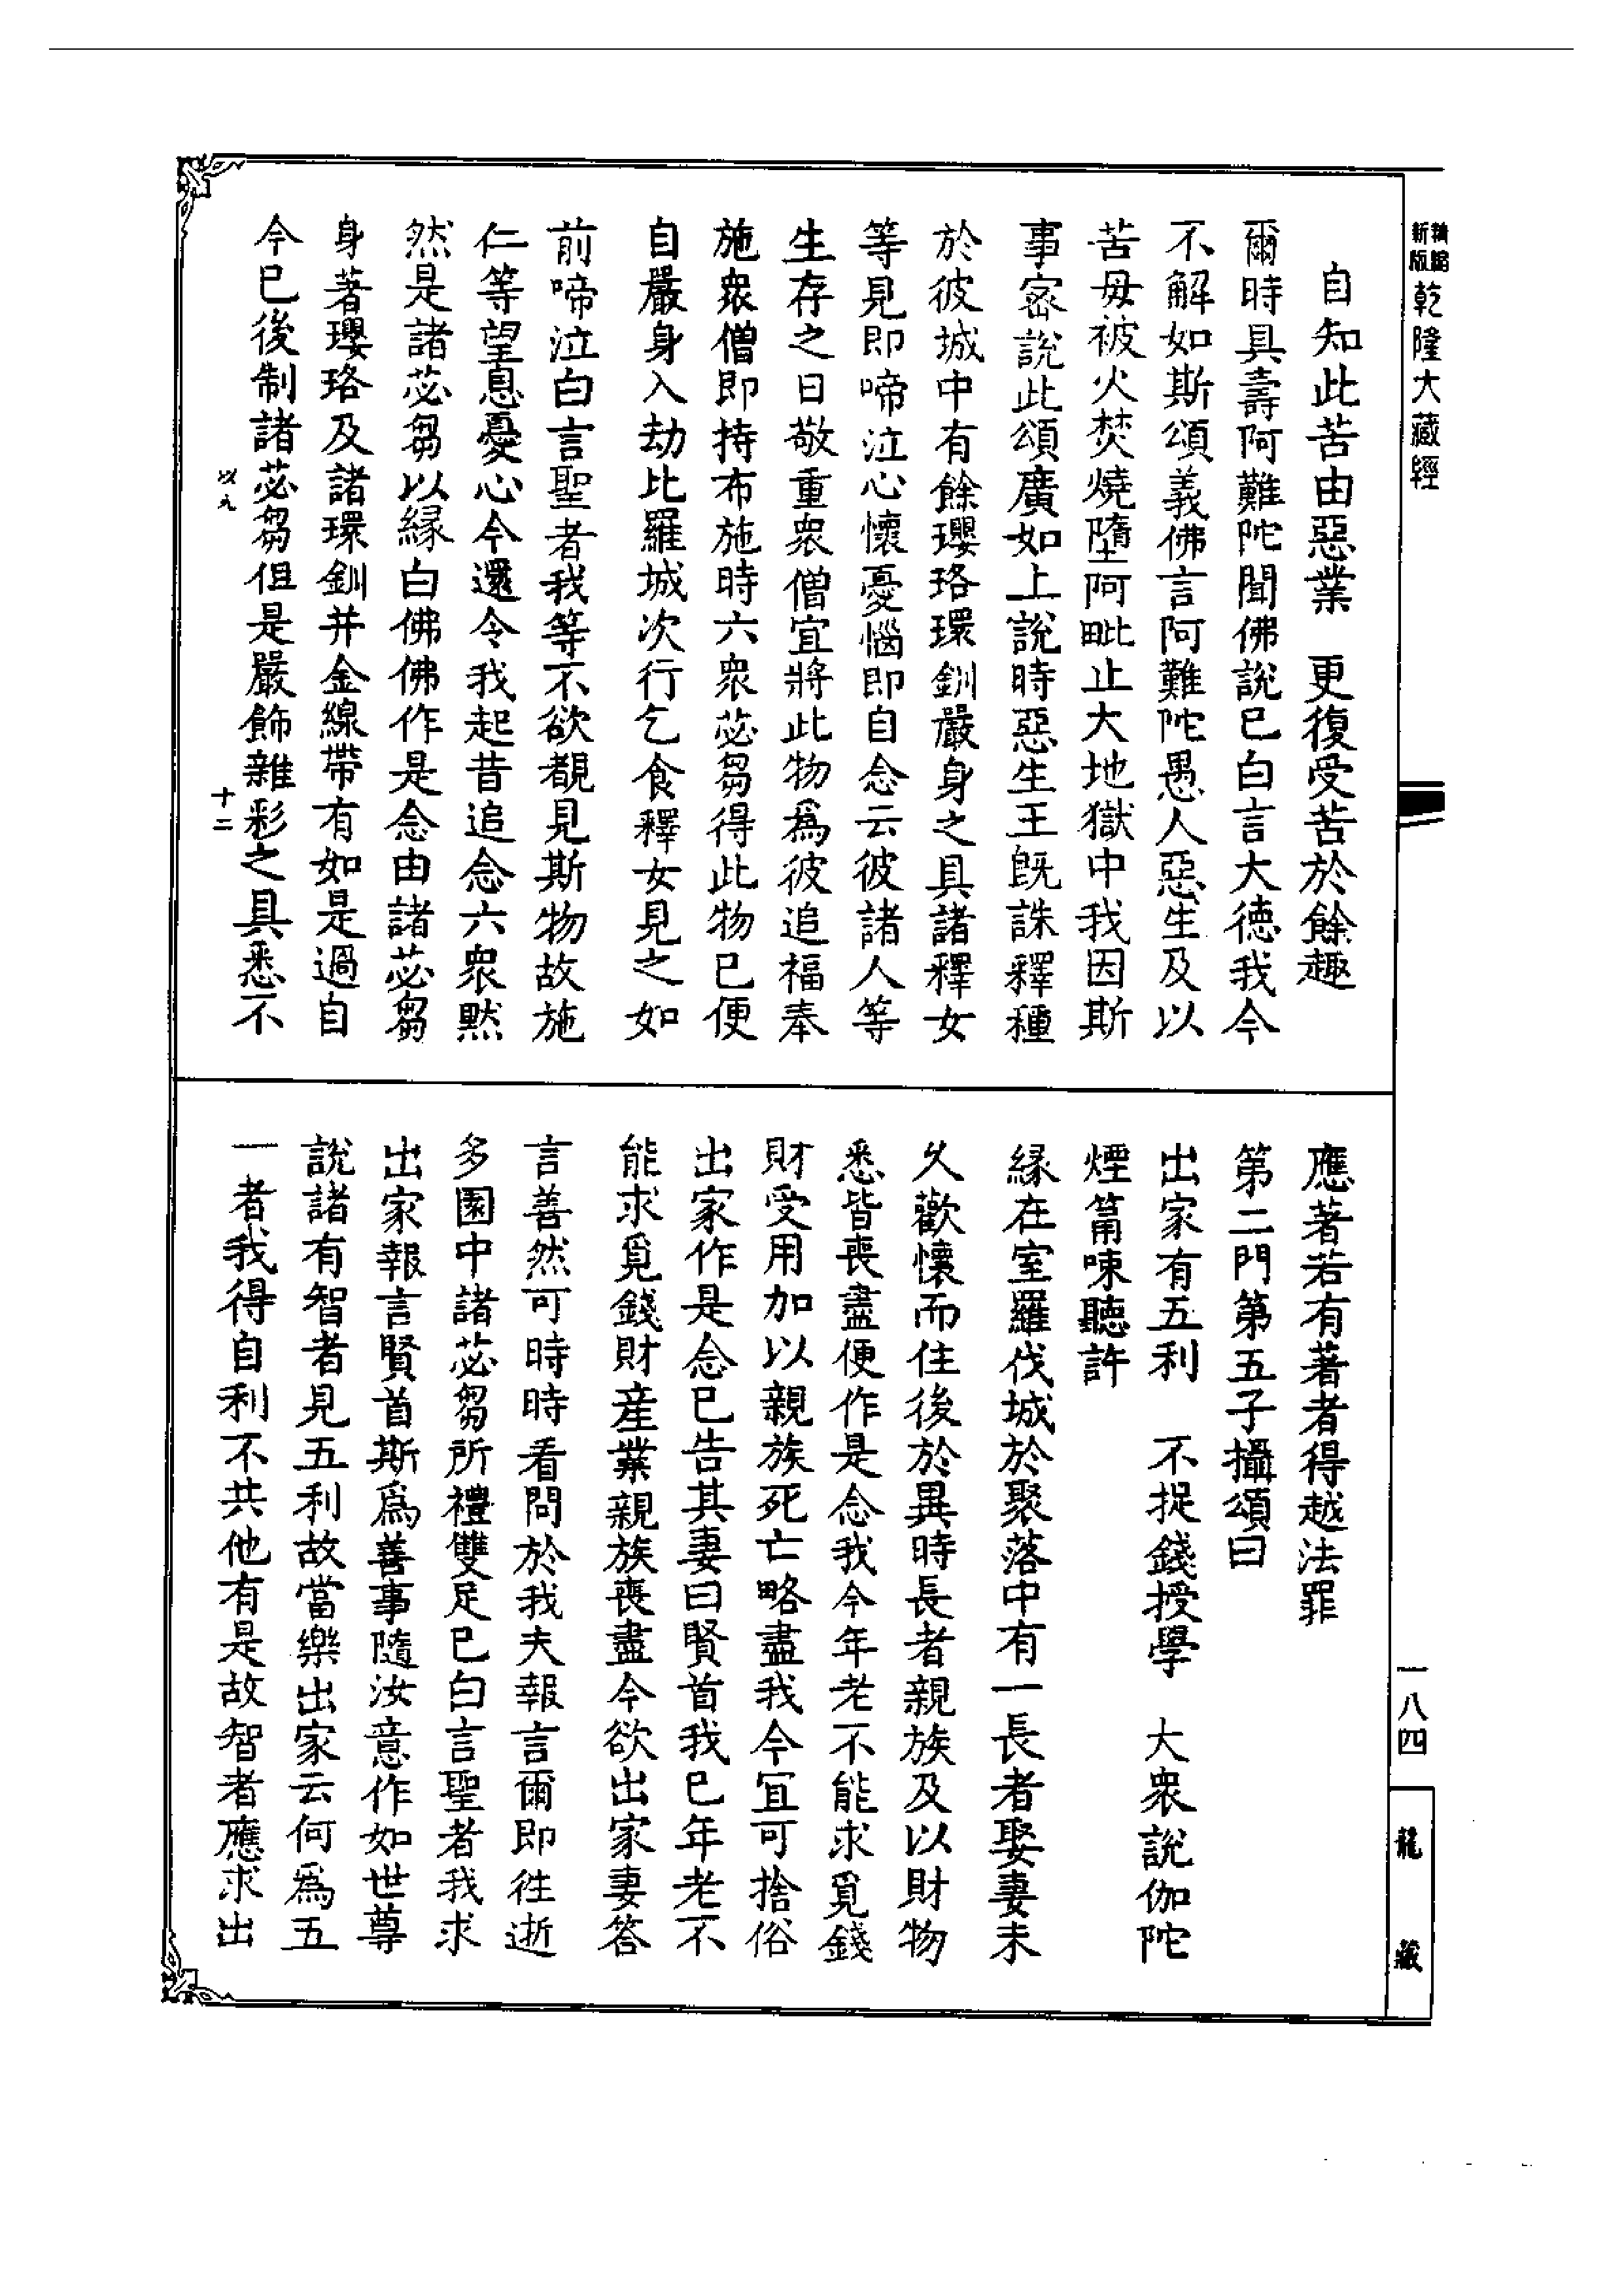 新版
精縮
乾隆大藏經
自知此苦由惡業　更復受苦於餘趣
爾時具壽阿難陀聞佛說已白言大德我今
不解如斯頌義佛言阿難陀愚人惡生及以
苦母被火焚燒墮阿毗止大地獄中我因斯
事密說此頌廣如上說時惡生王既誅釋種
於彼城中有餘瓔珞環釧嚴身之具諸釋女
等見即啼泣心懷憂惱即自念云彼諸人等
生存之日敬重衆僧宜將此物爲彼追福奉
施衆僧即持布施時六衆苾芻得此物已便
自嚴身入劫比羅城次行乞食釋女見之如
前啼泣白言聖者我等不欲覩見斯物故施
仁等望息憂心今還令我起昔追念六衆黙
然是諸苾芻以緣白佛佛作是念由諸苾芻
身著瓔珞及諸環釧并金線帶有如是過自
今已後制諸苾芻但是嚴飾雜彩之具悉不
以九
十二
應著若有著者得越法罪
第二門第五子攝頌曰
出家有五利　不捉錢授學　大衆說伽陀
煙篅㖨聽許
緣在室羅伐城於聚落中有一長者娶妻未
久歡懷而住後於異時長者親族及以財物
悉皆喪盡便作是念我今年老不能求覓錢
財受用加以親族死亡略盡我今宜可捨俗
出家作是念已告其妻曰賢首我已年老不
能求覓錢財產業親族喪盡今欲出家妻答
言善然可時時看問於我夫報言爾即往逝
多園中諸苾芻所禮雙足已白言聖者我求
出家報言賢首斯爲善事隨汝意作如世尊
說諸有智者見五利故當樂出家云何爲五
一者我得自利不共他有是故智者應求出
一八四
龍藏